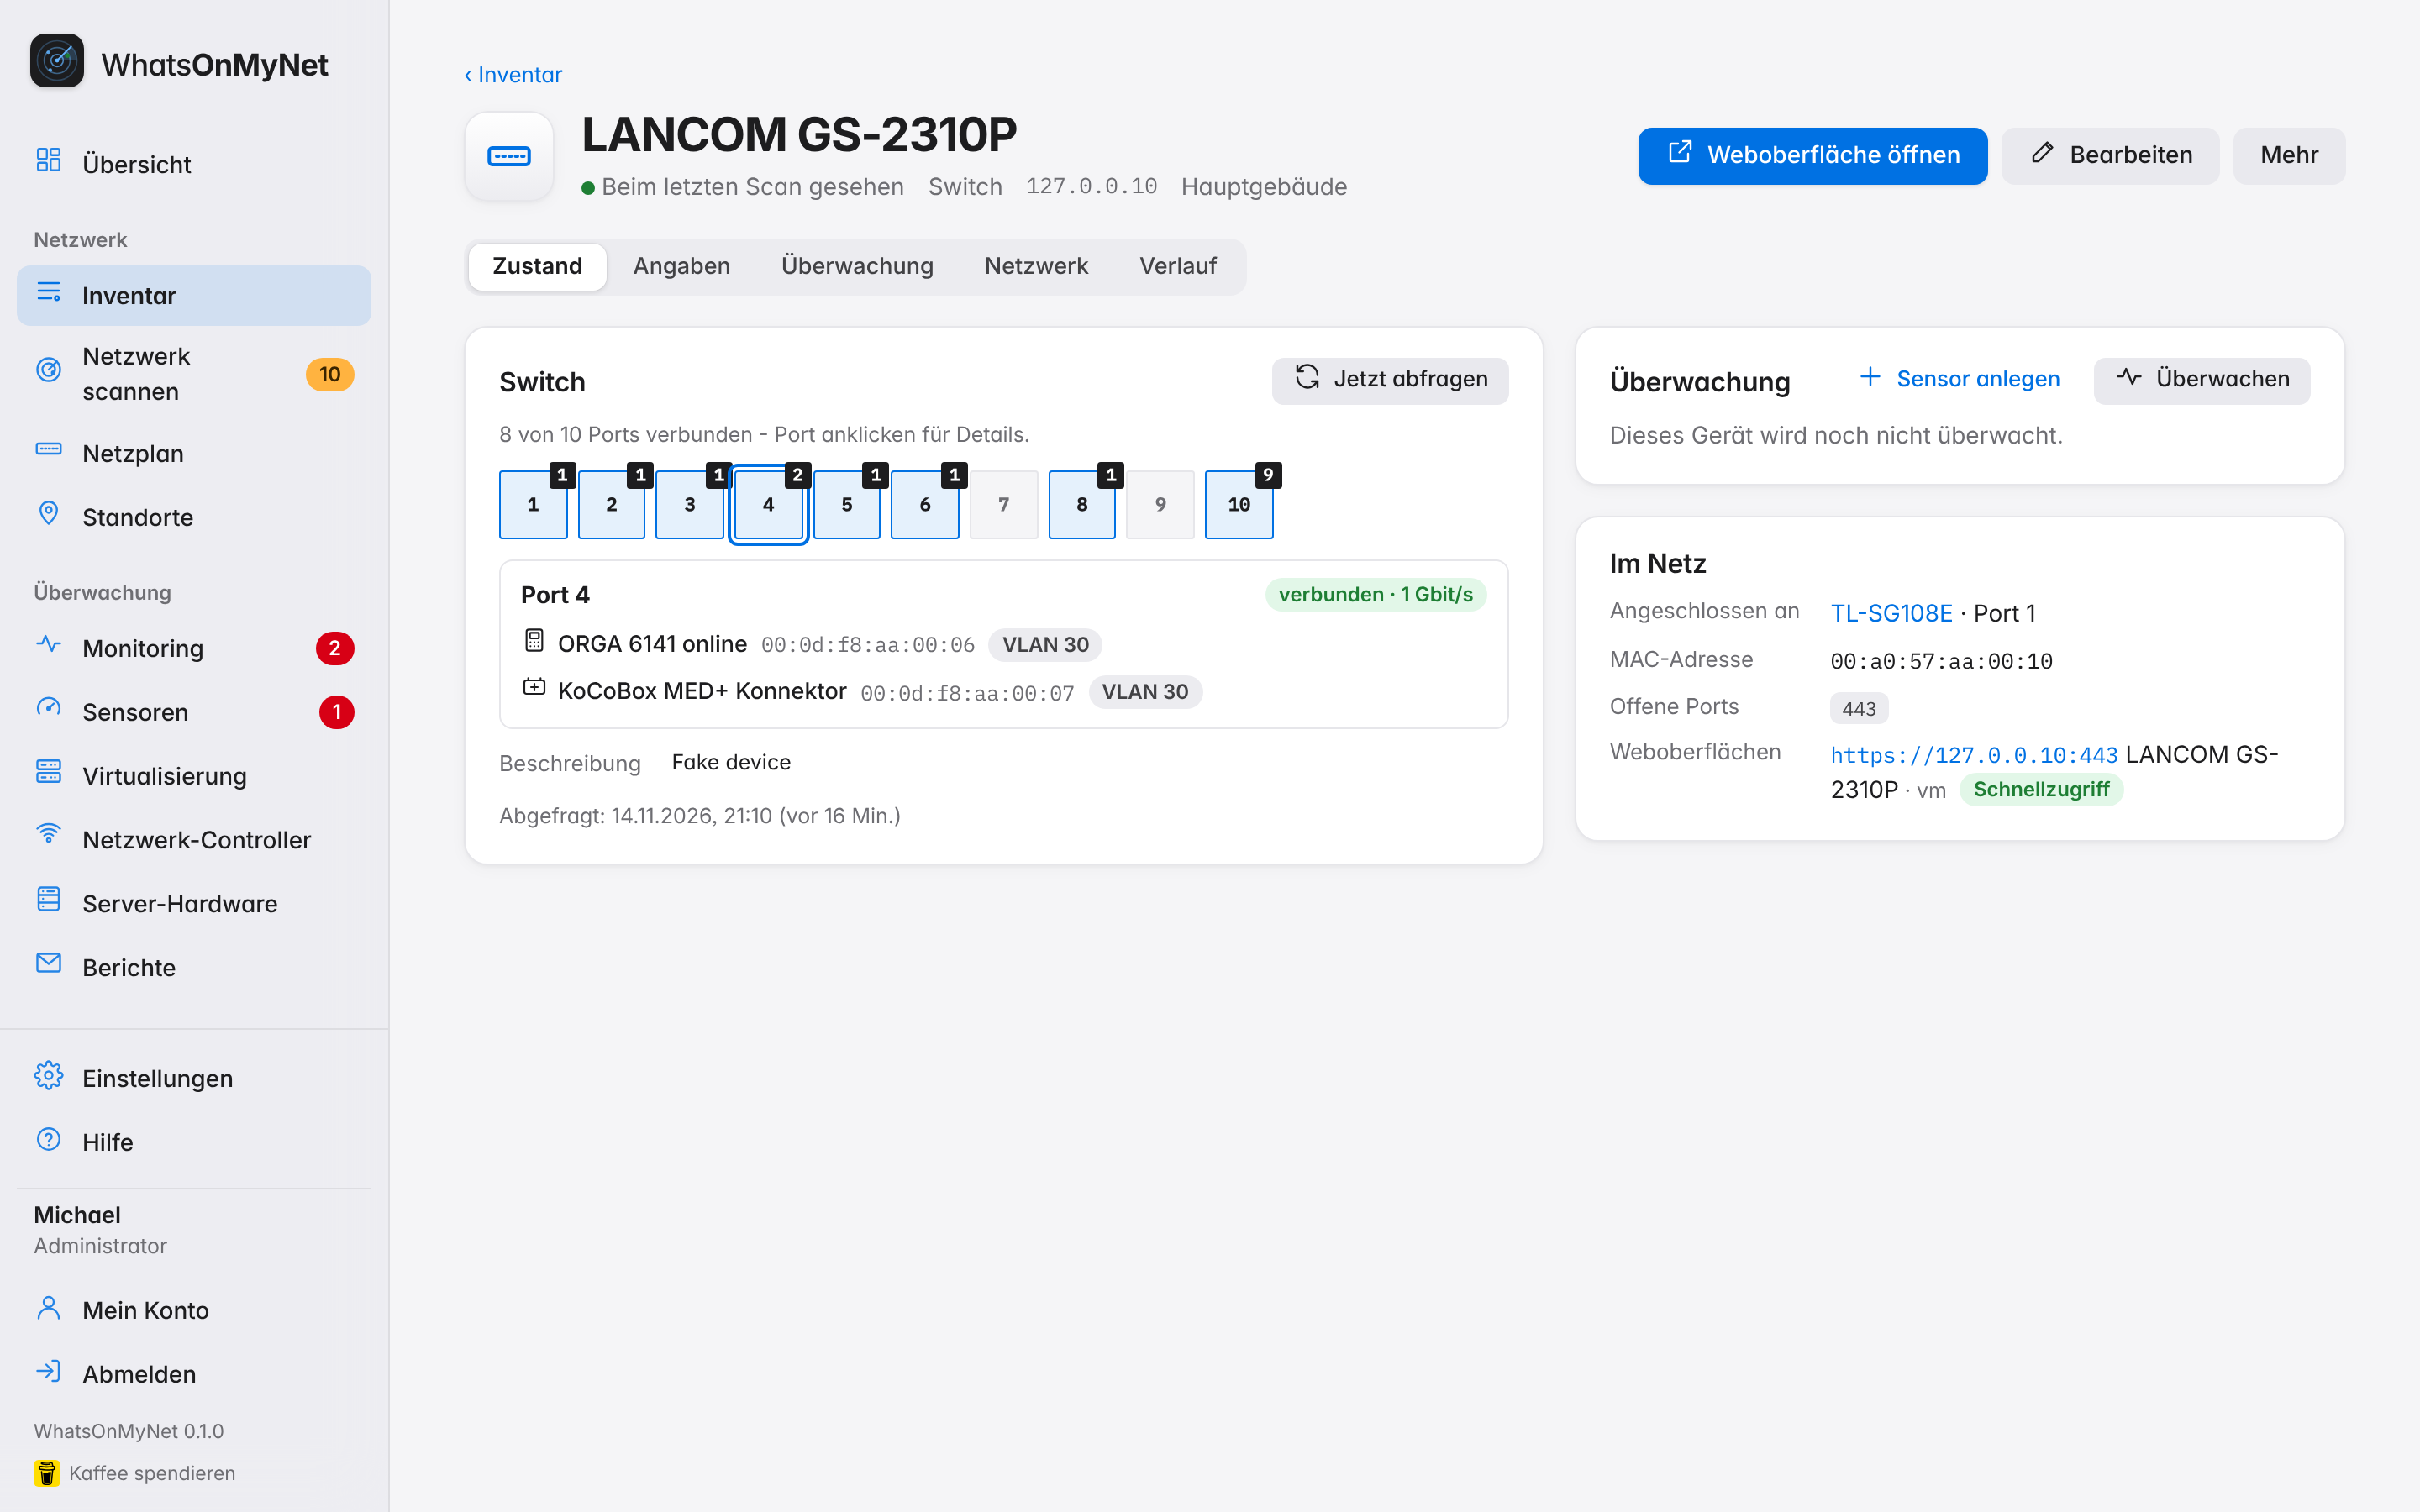 WhatsOnMyNet
Übersicht
Netzwerk
Inventar
Netzwerk
scannen
10
Netzplan
Standorte
Überwachung
Monitoring 2
Sensoren 1
Virtualisierung
Netzwerk-Controller
Server-Hardware
Berichte
Einstellungen
Hilfe
Michael
Administrator
Mein Konto
Abmelden
WhatsOnMyNet 0.1.0
Kaffee spendieren
‹ Inventar
LANCOM GS-2310P
Beim letzten Scan gesehen Switch 127.0.0.10 Hauptgebäude
Weboberfläche öffnen Bearbeiten Mehr
Zustand Angaben Überwachung Netzwerk Verlauf
Switch Jetzt abfragen
8 von 10 Ports verbunden - Port anklicken für Details.
1 1 1 2 1 1 1 9
1 2 3 4 5 6 7 8 9 10
Port 4 verbunden · 1 Gbit/s
ORGA 6141 online 00:0d:f8:aa:00:06 VLAN 30
KoCoBox MED+ Konnektor 00:0d:f8:aa:00:07 VLAN 30
Beschreibung Fake device
Abgefragt: 14.11.2026, 21:10 (vor 16 Min.)
Überwachung Sensor anlegen Überwachen
Dieses Gerät wird noch nicht überwacht.
Im Netz
Angeschlossen an TL-SG108E · Port 1
MAC-Adresse 00:a0:57:aa:00:10
Offene Ports 443
Weboberflächen https://127.0.0.10:443 LANCOM GS-
2310P · vm Schnellzugriff